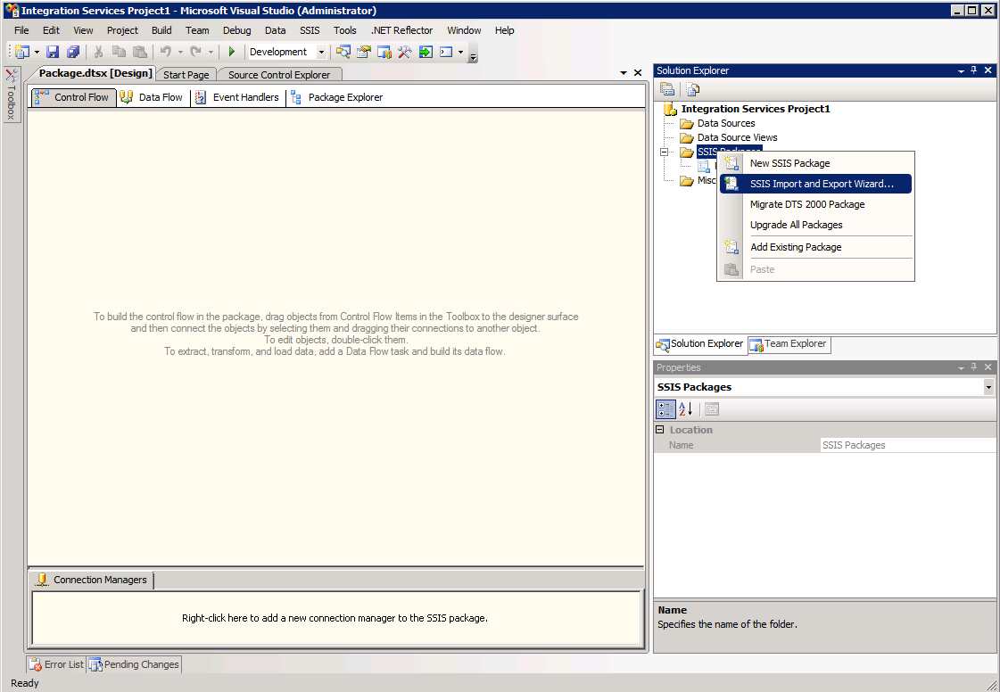 Integration Services Project1 - Microsoft Visual Studio (Administrator)
File Edit View Project Build Team Debug Data SSIS Tools .NET Reflector Window Help
Development
Toolbox
Package.dtsx [Design] Start Page Source Control Explorer
Control Flow Data Flow Event Handlers Package Explorer
To build the control flow in the package, drag objects from Control Flow Items in the Toolbox to the designer surface
and then connect the objects by selecting them and dragging their connections to another object.
To edit objects, double-click them.
To extract, transform, and load data, add a Data Flow task and build its data flow.
Connection Managers
Right-click here to add a new connection manager to the SSIS package.
Error List Pending Changes
Ready
Solution Explorer
Integration Services Project1
Data Sources
Data Source Views
SSIS Packages
Misc
New SSIS Package
SSIS Import and Export Wizard...
Migrate DTS 2000 Package
Upgrade All Packages
Add Existing Package
Paste
Solution Explorer Team Explorer
Properties
SSIS Packages
Location
Name SSIS Packages
Name
Specifies the name of the folder.